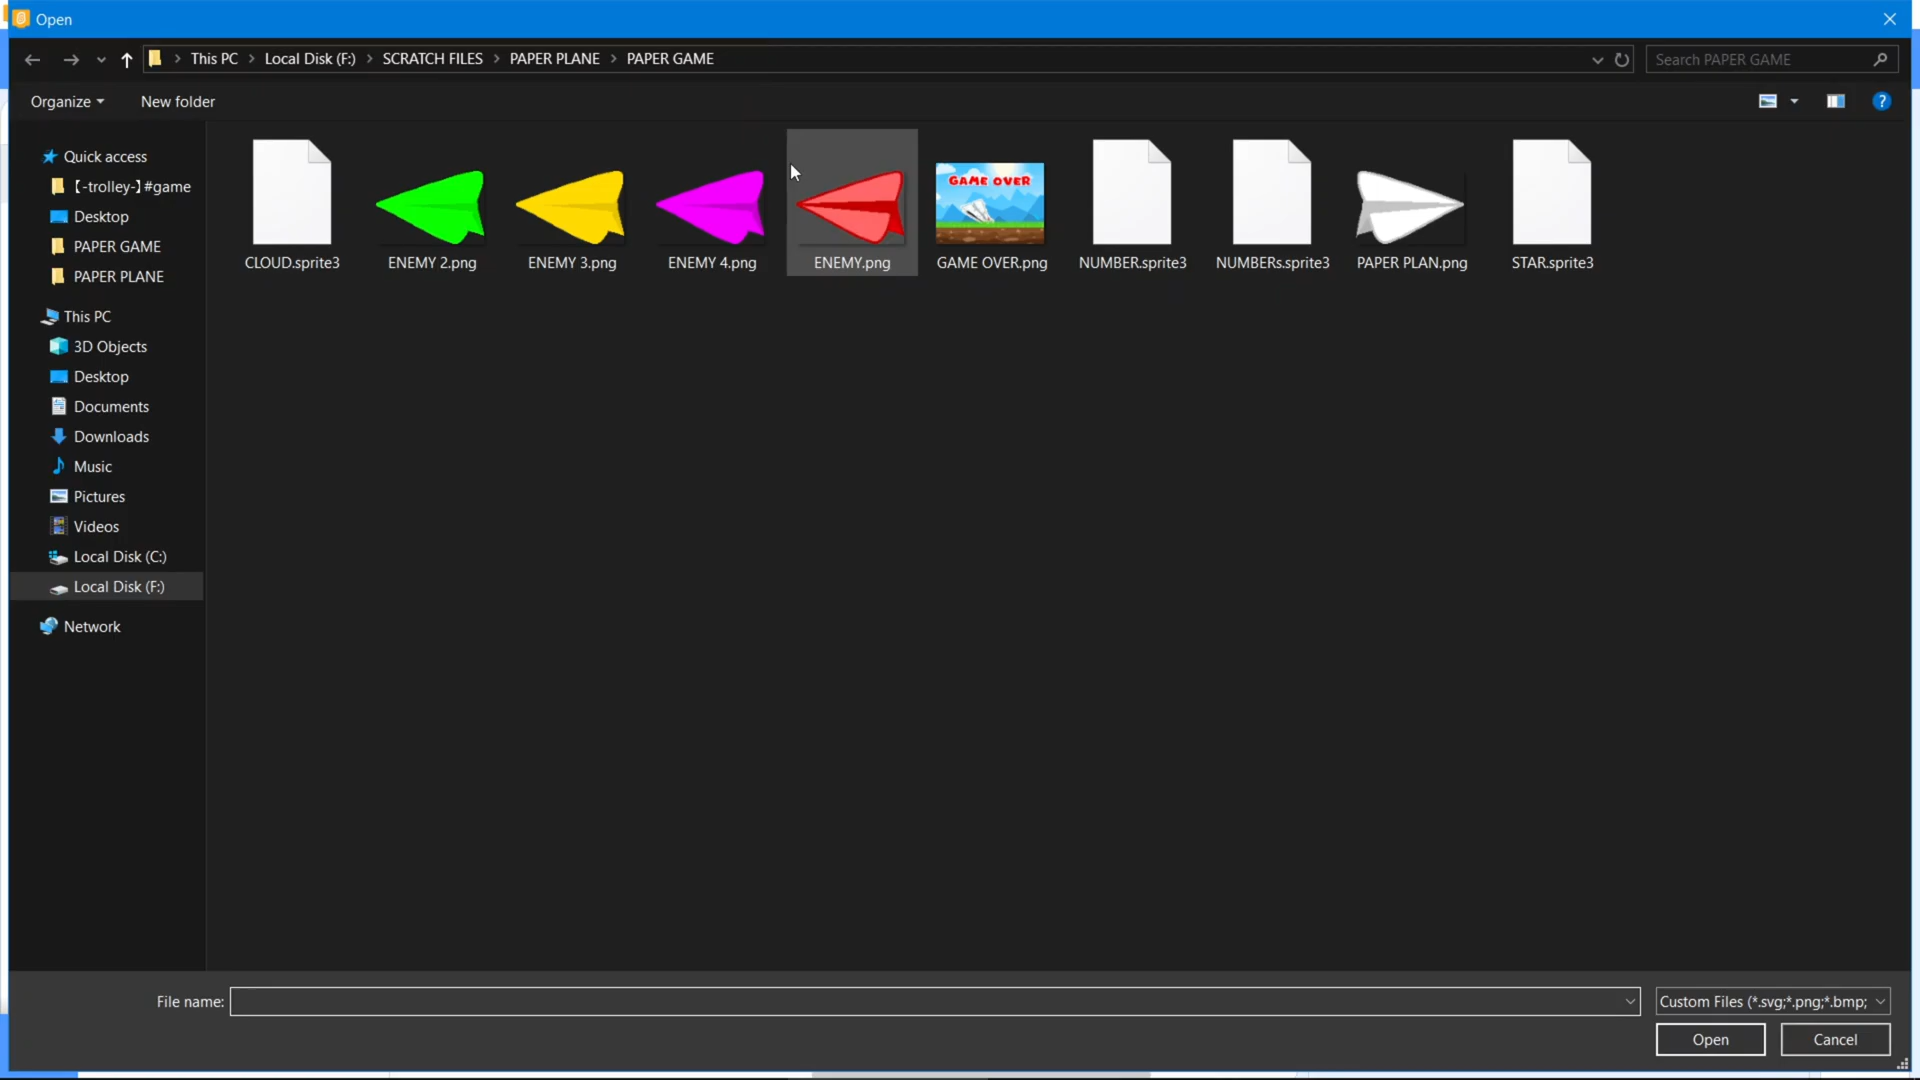 Open
This PC
Local Disk (F:)
SCRATCH FILES
PAPER PLANE
PAPER GAME
Search PAPER GAME
Organize
New folder
Quick access
【-trolley-】#game
Desktop
PAPER GAME
PAPER PLANE
This PC
3D Objects
Desktop
Documents
Downloads
Music
Pictures
Videos
Local Disk (C:)
Local Disk (F:)
Network
CLOUD.sprite3
ENEMY 2.png
ENEMY 3.png
ENEMY 4.png
ENEMY.png
GAME OVER
GAME OVER.png
NUMBER.sprite3
NUMBERs.sprite3
PAPER PLAN.png
STAR.sprite3
File name:
Custom Files (*.svg;*.png;*.bmp;
Open
Cancel